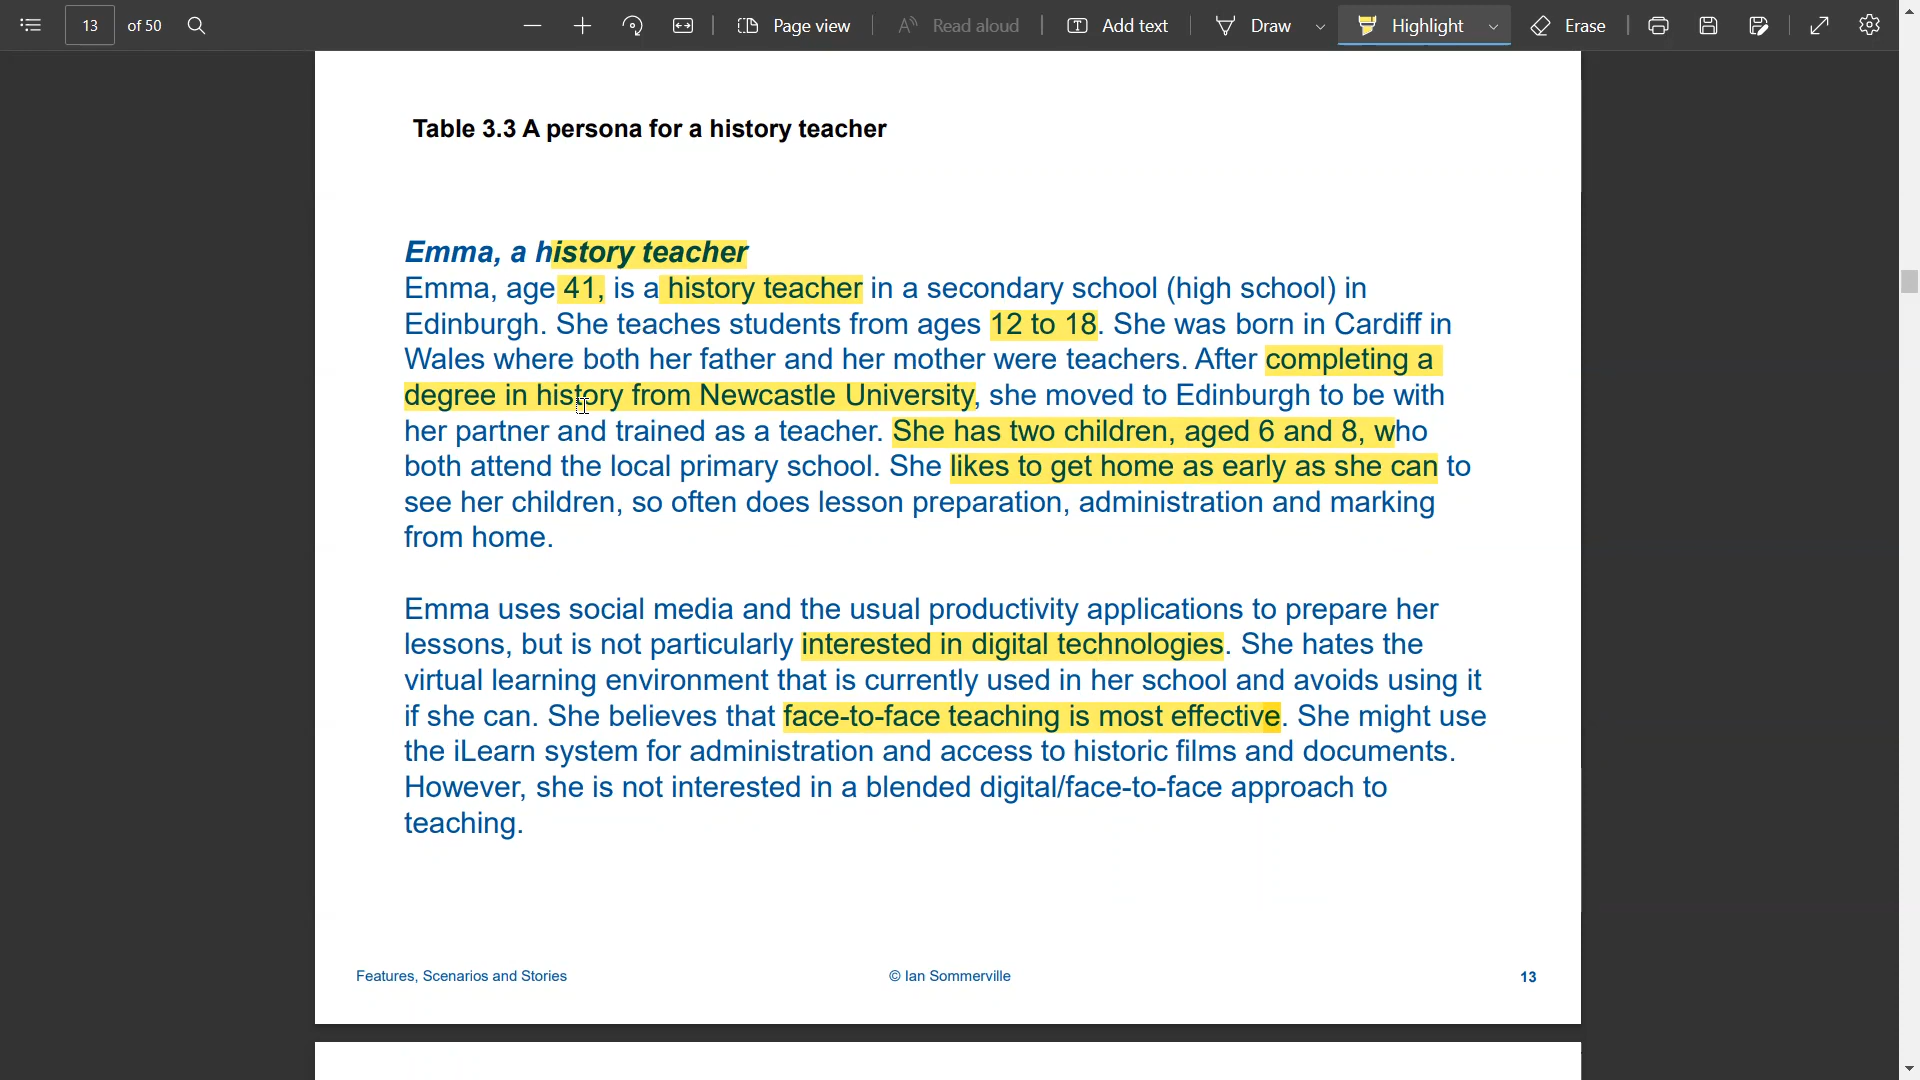 13 of 50 Page view Read aloud Add text Draw Highlight Erase
Table 3.3 A persona for a history teacher
Emma, a history teacher
Emma, age 41, is a history teacher in a secondary school (high school) in
Edinburgh. She teaches students from ages 12 to 18. She was born in Cardiff in
Wales where both her father and her mother were teachers. After completing a
degree in history from Newcastle University, she moved to Edinburgh to be with
her partner and trained as a teacher. She has two children, aged 6 and 8, who
both attend the local primary school. She likes to get home as early as she can to
see her children, so often does lesson preparation, administration and marking
from home.
Emma uses social media and the usual productivity applications to prepare her
lessons, but is not particularly interested in digital technologies. She hates the
virtual learning environment that is currently used in her school and avoids using it
if she can. She believes that face-to-face teaching is most effective. She might use
the iLearn system for administration and access to historic films and documents.
However, she is not interested in a blended digital/face-to-face approach to
teaching.
Features, Scenarios and Stories © Ian Sommerville 13